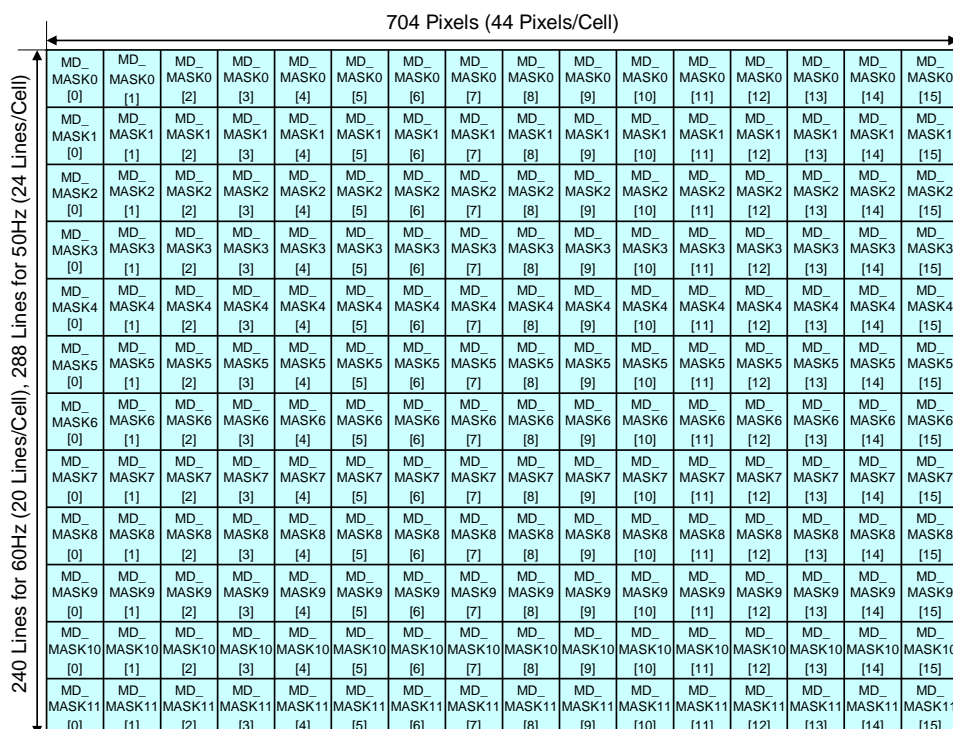 704 Pixels (44 Pixels/Cell)
240 Lines for 60Hz (20 Lines/Cell), 288 Lines for 50Hz (24 Lines/Cell)
MD_ MD_ MD_ MD_ MD_ MD_ MD_ MD_ MD_ MD_ MD_ MD_ MD_ MD_ MD_ MD_
MASK0 MASK0 MASK0 MASK0 MASK0 MASK0 MASK0 MASK0 MASK0 MASK0 MASK0 MASK0 MASK0 MASK0 MASK0 MASK0
[0] [1] [2] [3] [4] [5] [6] [7] [8] [9] [10] [11] [12] [13] [14] [15]
MD_ MD_ MD_ MD_ MD_ MD_ MD_ MD_ MD_ MD_ MD_ MD_ MD_ MD_ MD_ MD_
MASK1 MASK1 MASK1 MASK1 MASK1 MASK1 MASK1 MASK1 MASK1 MASK1 MASK1 MASK1 MASK1 MASK1 MASK1 MASK1
[0] [1] [2] [3] [4] [5] [6] [7] [8] [9] [10] [11] [12] [13] [14] [15]
MD_ MD_ MD_ MD_ MD_ MD_ MD_ MD_ MD_ MD_ MD_ MD_ MD_ MD_ MD_ MD_
MASK2 MASK2 MASK2 MASK2 MASK2 MASK2 MASK2 MASK2 MASK2 MASK2 MASK2 MASK2 MASK2 MASK2 MASK2 MASK2
[0] [1] [2] [3] [4] [5] [6] [7] [8] [9] [10] [11] [12] [13] [14] [15]
MD_ MD_ MD_ MD_ MD_ MD_ MD_ MD_ MD_ MD_ MD_ MD_ MD_ MD_ MD_ MD_
MASK3 MASK3 MASK3 MASK3 MASK3 MASK3 MASK3 MASK3 MASK3 MASK3 MASK3 MASK3 MASK3 MASK3 MASK3 MASK3
[0] [1] [2] [3] [4] [5] [6] [7] [8] [9] [10] [11] [12] [13] [14] [15]
MD_ MD_ MD_ MD_ MD_ MD_ MD_ MD_ MD_ MD_ MD_ MD_ MD_ MD_ MD_ MD_
MASK4 MASK4 MASK4 MASK4 MASK4 MASK4 MASK4 MASK4 MASK4 MASK4 MASK4 MASK4 MASK4 MASK4 MASK4 MASK4
[0] [1] [2] [3] [4] [5] [6] [7] [8] [9] [10] [11] [12] [13] [14] [15]
MD_ MD_ MD_ MD_ MD_ MD_ MD_ MD_ MD_ MD_ MD_ MD_ MD_ MD_ MD_ MD_
MASK5 MASK5 MASK5 MASK5 MASK5 MASK5 MASK5 MASK5 MASK5 MASK5 MASK5 MASK5 MASK5 MASK5 MASK5 MASK5
[0] [1] [2] [3] [4] [5] [6] [7] [8] [9] [10] [11] [12] [13] [14] [15]
MD_ MD_ MD_ MD_ MD_ MD_ MD_ MD_ MD_ MD_ MD_ MD_ MD_ MD_ MD_ MD_
MASK6 MASK6 MASK6 MASK6 MASK6 MASK6 MASK6 MASK6 MASK6 MASK6 MASK6 MASK6 MASK6 MASK6 MASK6 MASK6
[0] [1] [2] [3] [4] [5] [6] [7] [8] [9] [10] [11] [12] [13] [14] [15]
MD_ MD_ MD_ MD_ MD_ MD_ MD_ MD_ MD_ MD_ MD_ MD_ MD_ MD_ MD_ MD_
MASK7 MASK7 MASK7 MASK7 MASK7 MASK7 MASK7 MASK7 MASK7 MASK7 MASK7 MASK7 MASK7 MASK7 MASK7 MASK7
[0] [1] [2] [3] [4] [5] [6] [7] [8] [9] [10] [11] [12] [13] [14] [15]
MD_ MD_ MD_ MD_ MD_ MD_ MD_ MD_ MD_ MD_ MD_ MD_ MD_ MD_ MD_ MD_
MASK8 MASK8 MASK8 MASK8 MASK8 MASK8 MASK8 MASK8 MASK8 MASK8 MASK8 MASK8 MASK8 MASK8 MASK8 MASK8
[0] [1] [2] [3] [4] [5] [6] [7] [8] [9] [10] [11] [12] [13] [14] [15]
MD_ MD_ MD_ MD_ MD_ MD_ MD_ MD_ MD_ MD_ MD_ MD_ MD_ MD_ MD_ MD_
MASK9 MASK9 MASK9 MASK9 MASK9 MASK9 MASK9 MASK9 MASK9 MASK9 MASK9 MASK9 MASK9 MASK9 MASK9 MASK9
[0] [1] [2] [3] [4] [5] [6] [7] [8] [9] [10] [11] [12] [13] [14] [15]
MD_ MD_ MD_ MD_ MD_ MD_ MD_ MD_ MD_ MD_ MD_ MD_ MD_ MD_ MD_ MD_
MASK10 MASK10 MASK10 MASK10 MASK10 MASK10 MASK10 MASK10 MASK10 MASK10 MASK10 MASK10 MASK10 MASK10 MASK10 MASK10
[0] [1] [2] [3] [4] [5] [6] [7] [8] [9] [10] [11] [12] [13] [14] [15]
MD_ MD_ MD_ MD_ MD_ MD_ MD_ MD_ MD_ MD_ MD_ MD_ MD_ MD_ MD_ MD_
MASK11 MASK11 MASK11 MASK11 MASK11 MASK11 MASK11 MASK11 MASK11 MASK11 MASK11 MASK11 MASK11 MASK11 MASK11 MASK11
[0] [1] [2] [3] [4] [5] [6] [7] [8] [9] [10] [11] [12] [13] [14] [15]